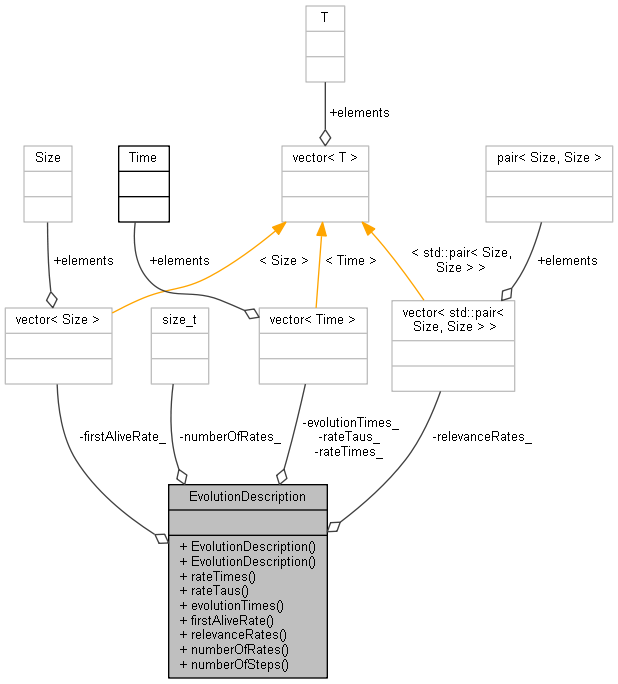 T
+elements
Size
Time
vector< T >
pair< Size, Size >
+elements
+elements
< Size >
< Time >
< std::pair< Size,
Size > >
+elements
vector< Size >
size_t
vector< Time >
vector< std::pair<
Size, Size > >
-firstAliveRate_
-numberOfRates_
-evolutionTimes_
-rateTaus_
-rateTimes_
-relevanceRates_
EvolutionDescription
+ EvolutionDescription()
+ EvolutionDescription()
+ rateTimes()
+ rateTaus()
+ evolutionTimes()
+ firstAliveRate()
+ relevanceRates()
+ numberOfRates()
+ numberOfSteps()